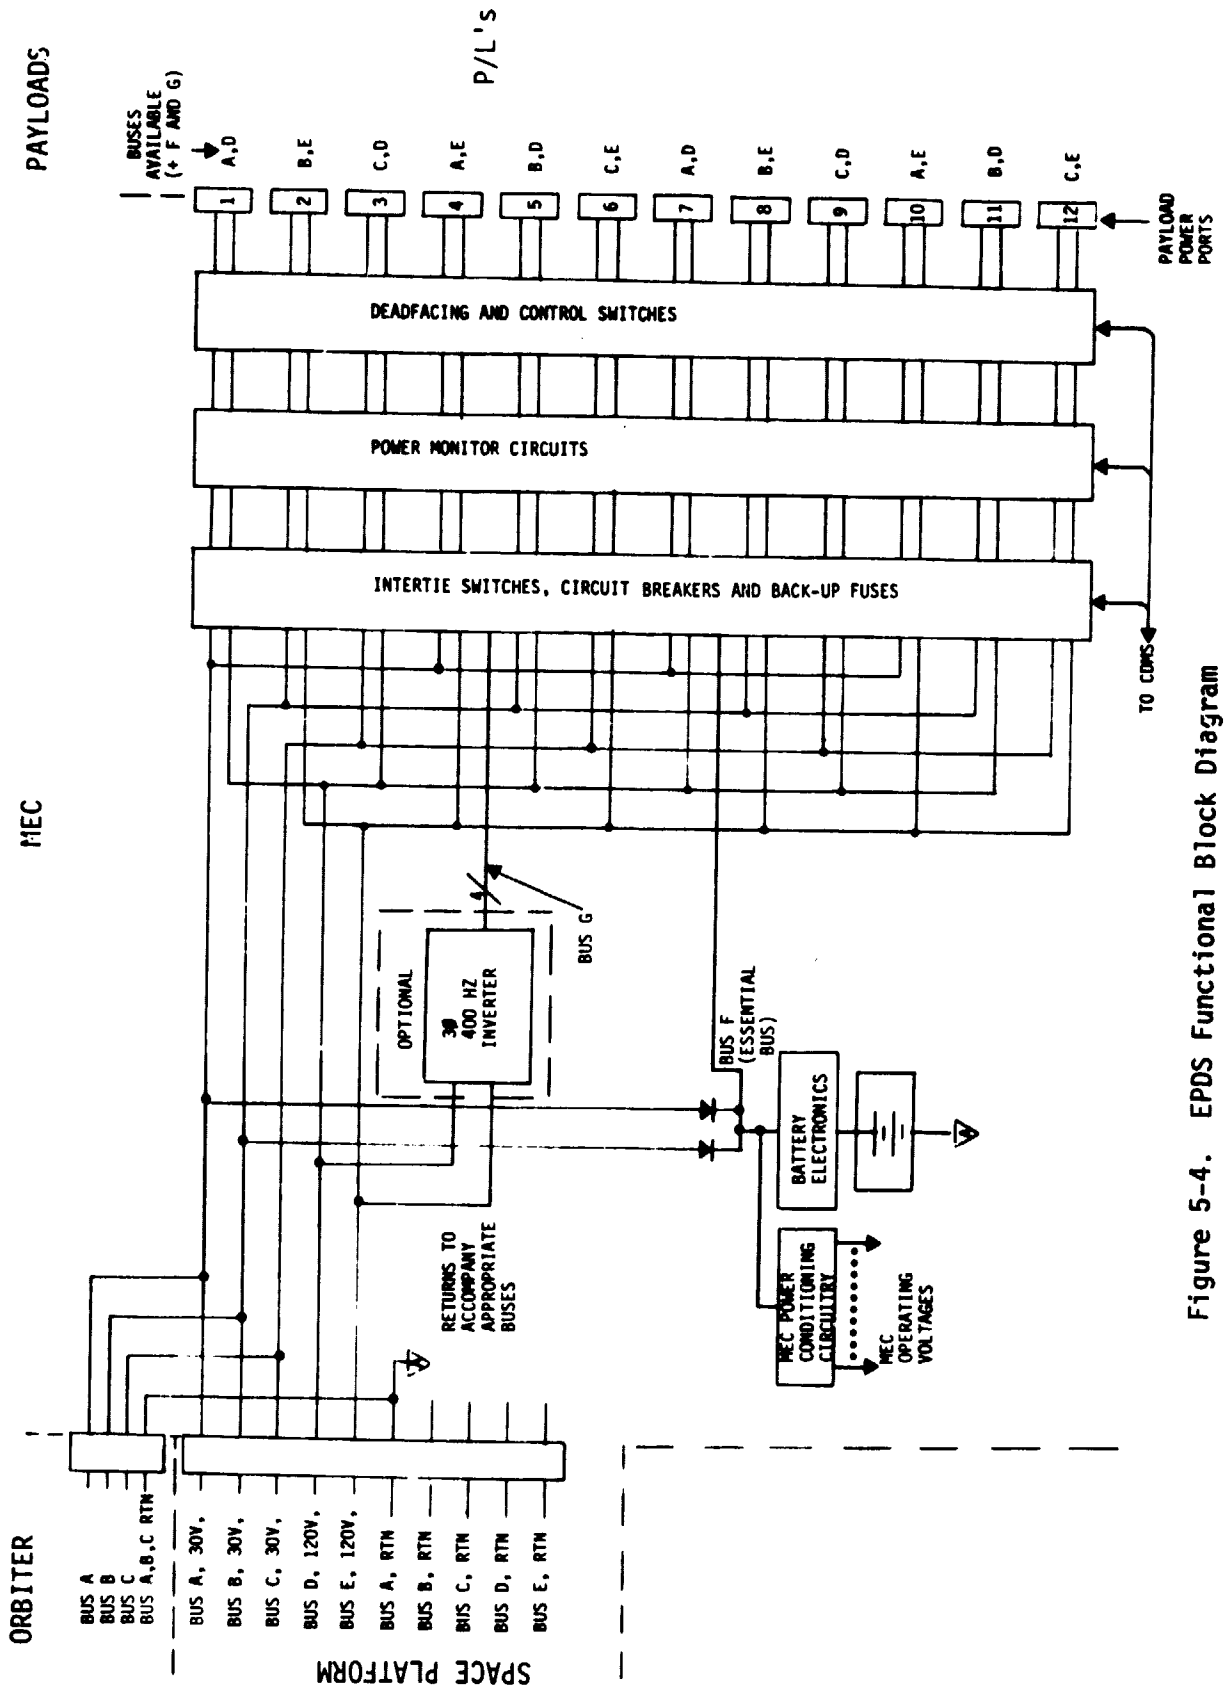 ORBITER
MEC
PAYLOADS
BUS A
BUS B
BUS C
BUS A,B,C RTN
BUSES
AVAILABLE
(+ F AND G)
SPACE PLATFORM
BUS A, 30V,
BUS B, 30V,
BUS C, 30V,
BUS D, 120V,
BUS E, 120V,
BUS A, RTN
BUS B, RTN
BUS C, RTN
BUS D, RTN
BUS E, RTN
RETURNS TO
ACCOMPANY
APPROPRIATE
BUSES
OPTIONAL
3Ø
400 HZ
INVERTER
4
BUS G
BUS F
(ESSENTIAL
BUS)
BATTERY
ELECTRONICS
MEC POWER
CONDITIONING
CIRCUITRY
MEC
OPERATING
VOLTAGES
INTERTIE SWITCHES, CIRCUIT BREAKERS AND BACK-UP FUSES
POWER MONITOR CIRCUITS
DEADFACING AND CONTROL SWITCHES
1 A,D
2 B,E
3 C,D
4 A,E
5 B,D
6 C,E
7 A,D
8 B,E
9 C,D
10 A,E
11 B,D
12 C,E
P/L's
PAYLOAD
POWER
PORTS
TO CDMS
Figure 5-4. EPDS Functional Block Diagram